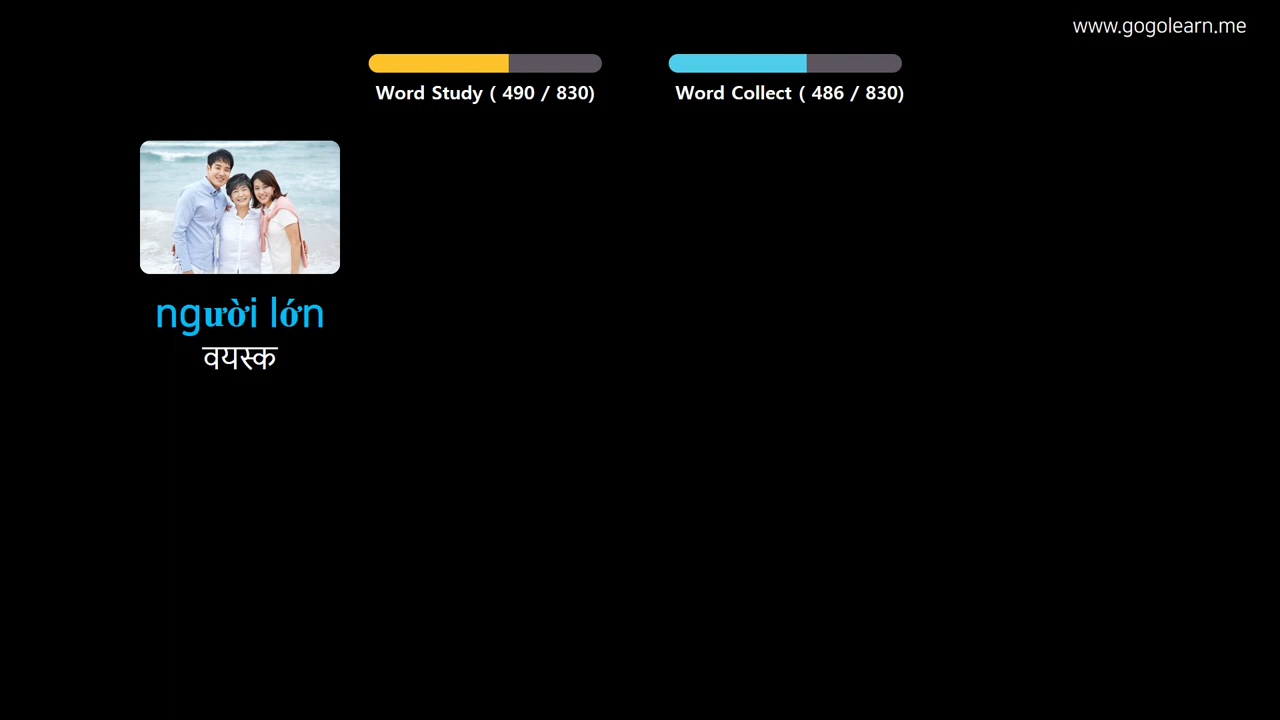 www.gogolearn.me
Word Study ( 490 / 830)
Word Collect ( 486 / 830)
người lớn
वयस्क